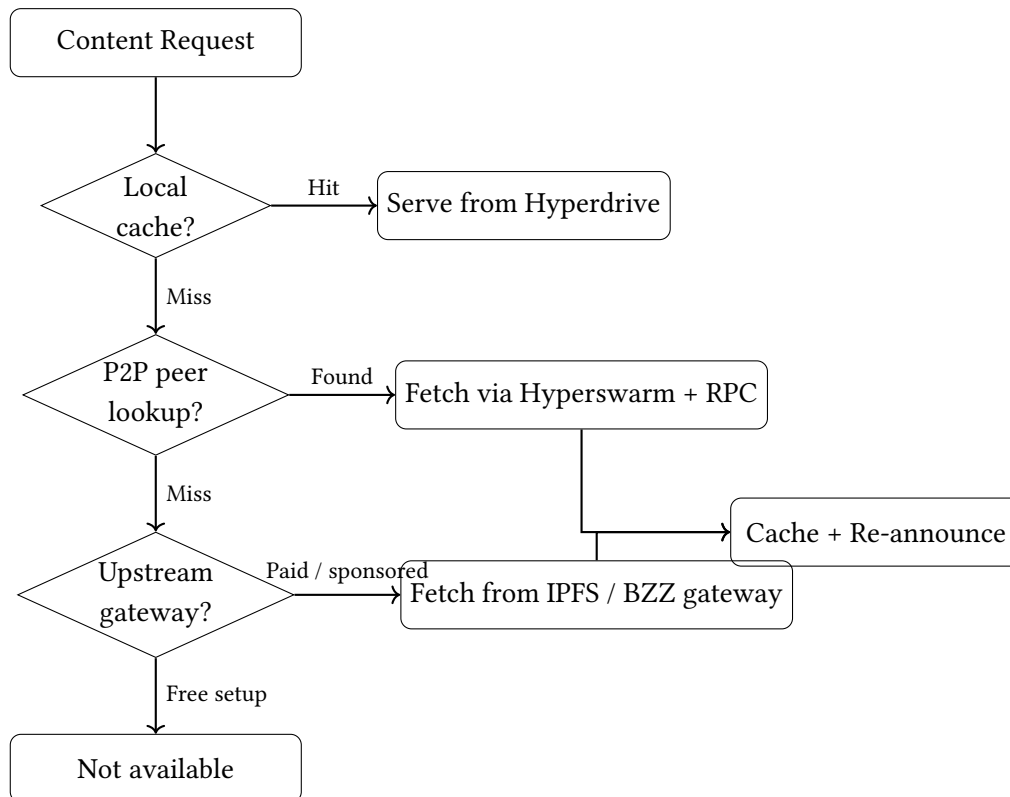 Content Request
Local
cache?
Hit
Serve from Hyperdrive
Miss
P2P peer
lookup?
Found
Fetch via Hyperswarm + RPC
Miss
Cache + Re-announce
Upstream
gateway?
Paid / sponsored
Fetch from IPFS / BZZ gateway
Free setup
Not available